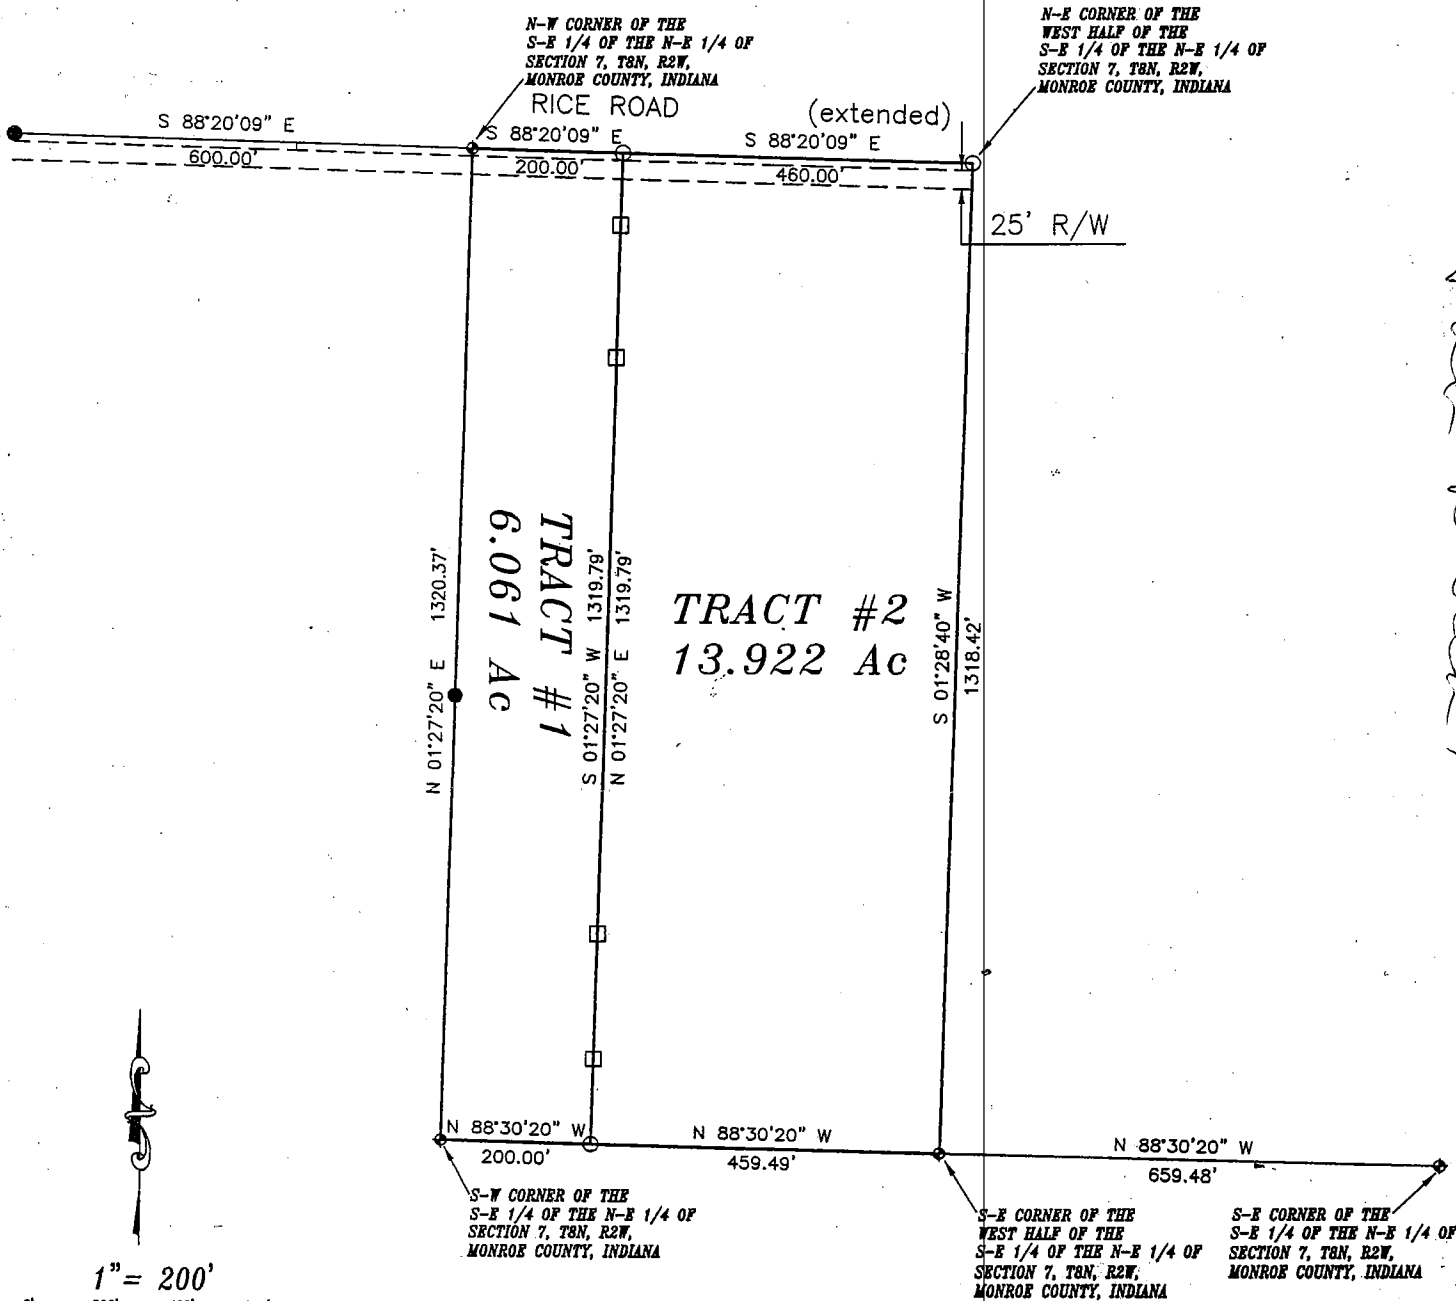 N-W CORNER OF THE
S-E 1/4 OF THE N-E 1/4 OF
SECTION 7, T8N, R2W,
MONROE COUNTY, INDIANA
N-E CORNER OF THE
WEST HALF OF THE
S-E 1/4 OF THE N-E 1/4 OF
SECTION 7, T8N, R2W,
MONROE COUNTY, INDIANA
RICE ROAD
(extended)
S 88°20'09" E
600.00'
S 88°20'09" E
200.00'
S 88°20'09" E
460.00'
25' R/W
N 01°27'20" E 1320.37'
TRACT #1
6.061 Ac
S 01°27'20" W 1319.79'
N 01°27'20" E 1319.79'
TRACT #2
13.922 Ac
S 01°28'40" W
1318.42'
N 88°30'20" W
200.00'
N 88°30'20" W
459.49'
N 88°30'20" W
659.48'
S-W CORNER OF THE
S-E 1/4 OF THE N-E 1/4 OF
SECTION 7, T8N, R2W,
MONROE COUNTY, INDIANA
S-E CORNER OF THE
WEST HALF OF THE
S-E 1/4 OF THE N-E 1/4 OF
SECTION 7, T8N, R2W,
MONROE COUNTY, INDIANA
S-E CORNER OF THE
S-E 1/4 OF THE N-E 1/4 OF
SECTION 7, T8N, R2W,
MONROE COUNTY, INDIANA
1"= 200'